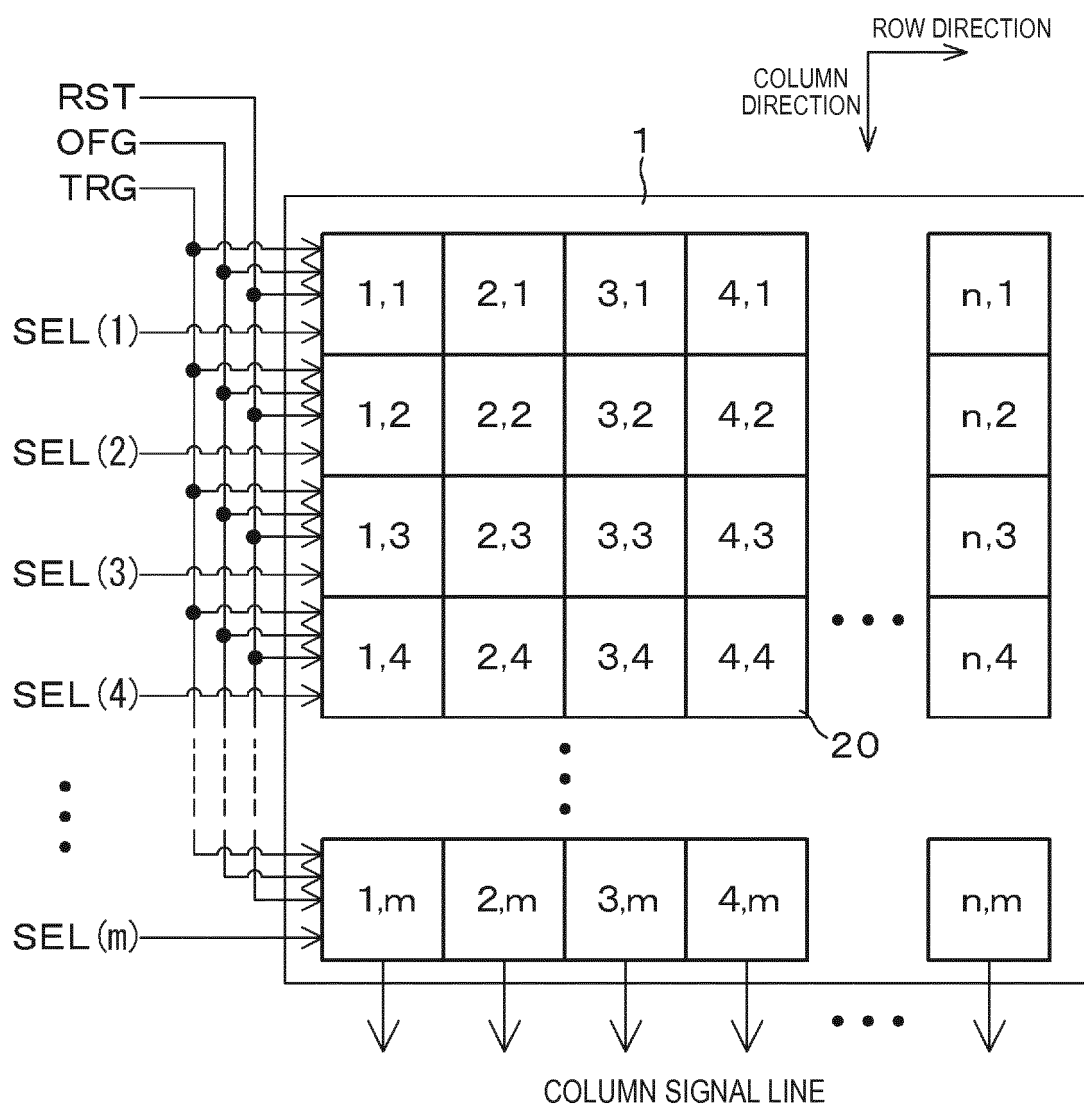 ROW DIRECTION
COLUMN
DIRECTION
RST
OFG
TRG
1
1,1 2,1 3,1 4,1 n,1
SEL(1)
1,2 2,2 3,2 4,2 n,2
SEL(2)
1,3 2,3 3,3 4,3 n,3
SEL(3)
1,4 2,4 3,4 4,4 n,4
SEL(4)
20
1,m 2,m 3,m 4,m n,m
SEL(m)
COLUMN SIGNAL LINE